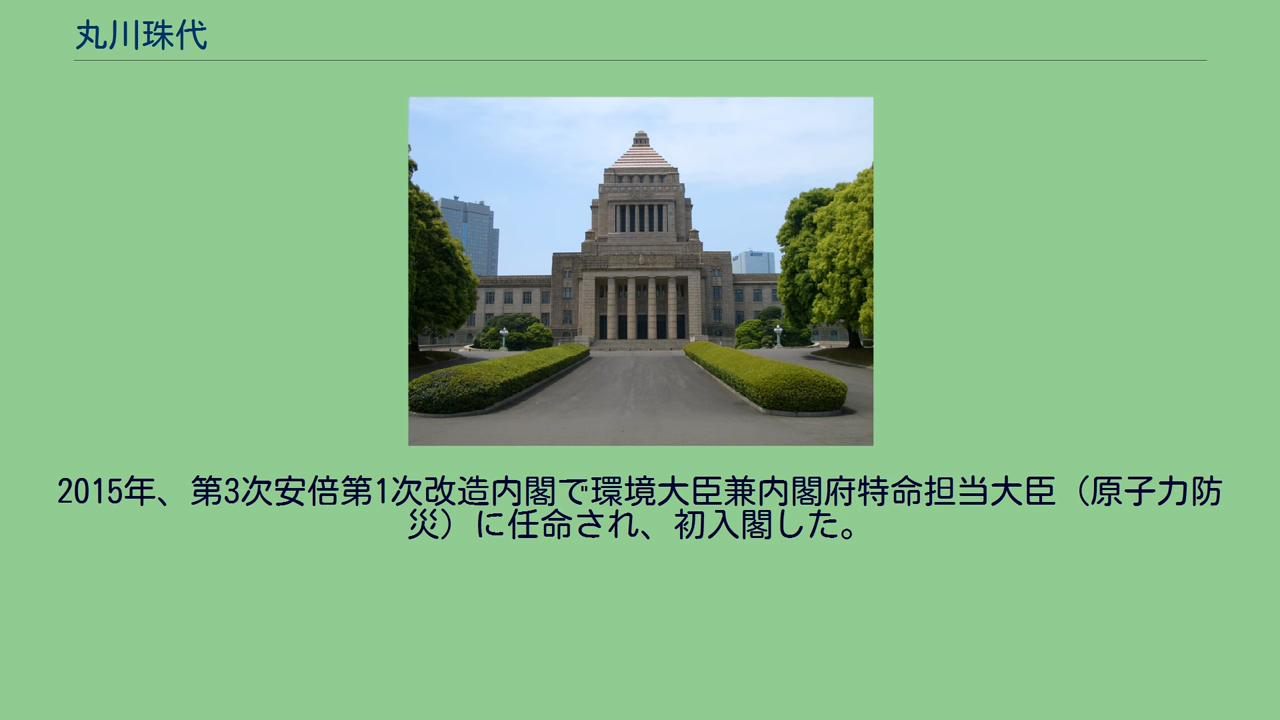 丸川珠代
2015年、第3次安倍第1次改造内閣で環境大臣兼内閣府特命担当大臣（原子力防
災）に任命され、初入閣した。